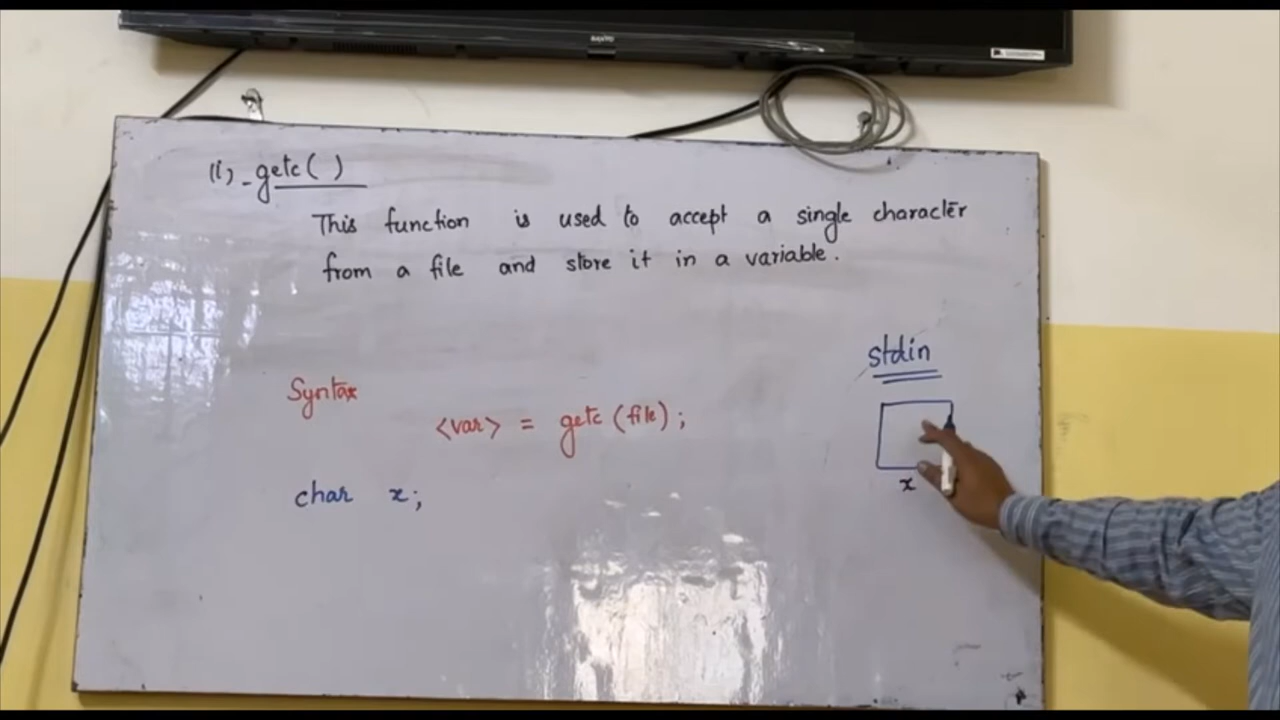 SANYO
(i) getc( )
This function is used to accept a single character
from a file and store it in a variable.
stdin
Syntax
<var> = getc (file);
char x;
x